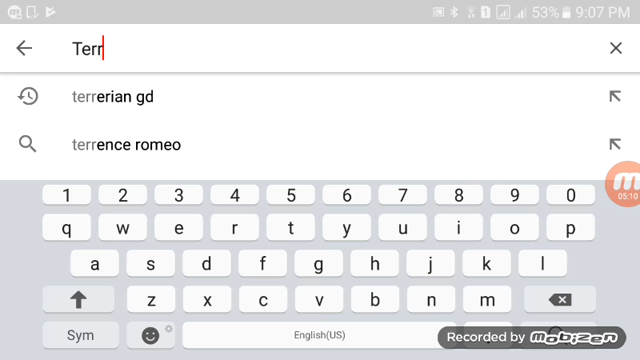 1 53% 9:07 PM
Terr
terrerian gd
terrence romeo
05:10
1 2 3 4 5 6 7 8 9 0
q w e r t y u i o p
a s d f g h j k l
z x c v b n m
Sym English(US)
Recorded by mobizen